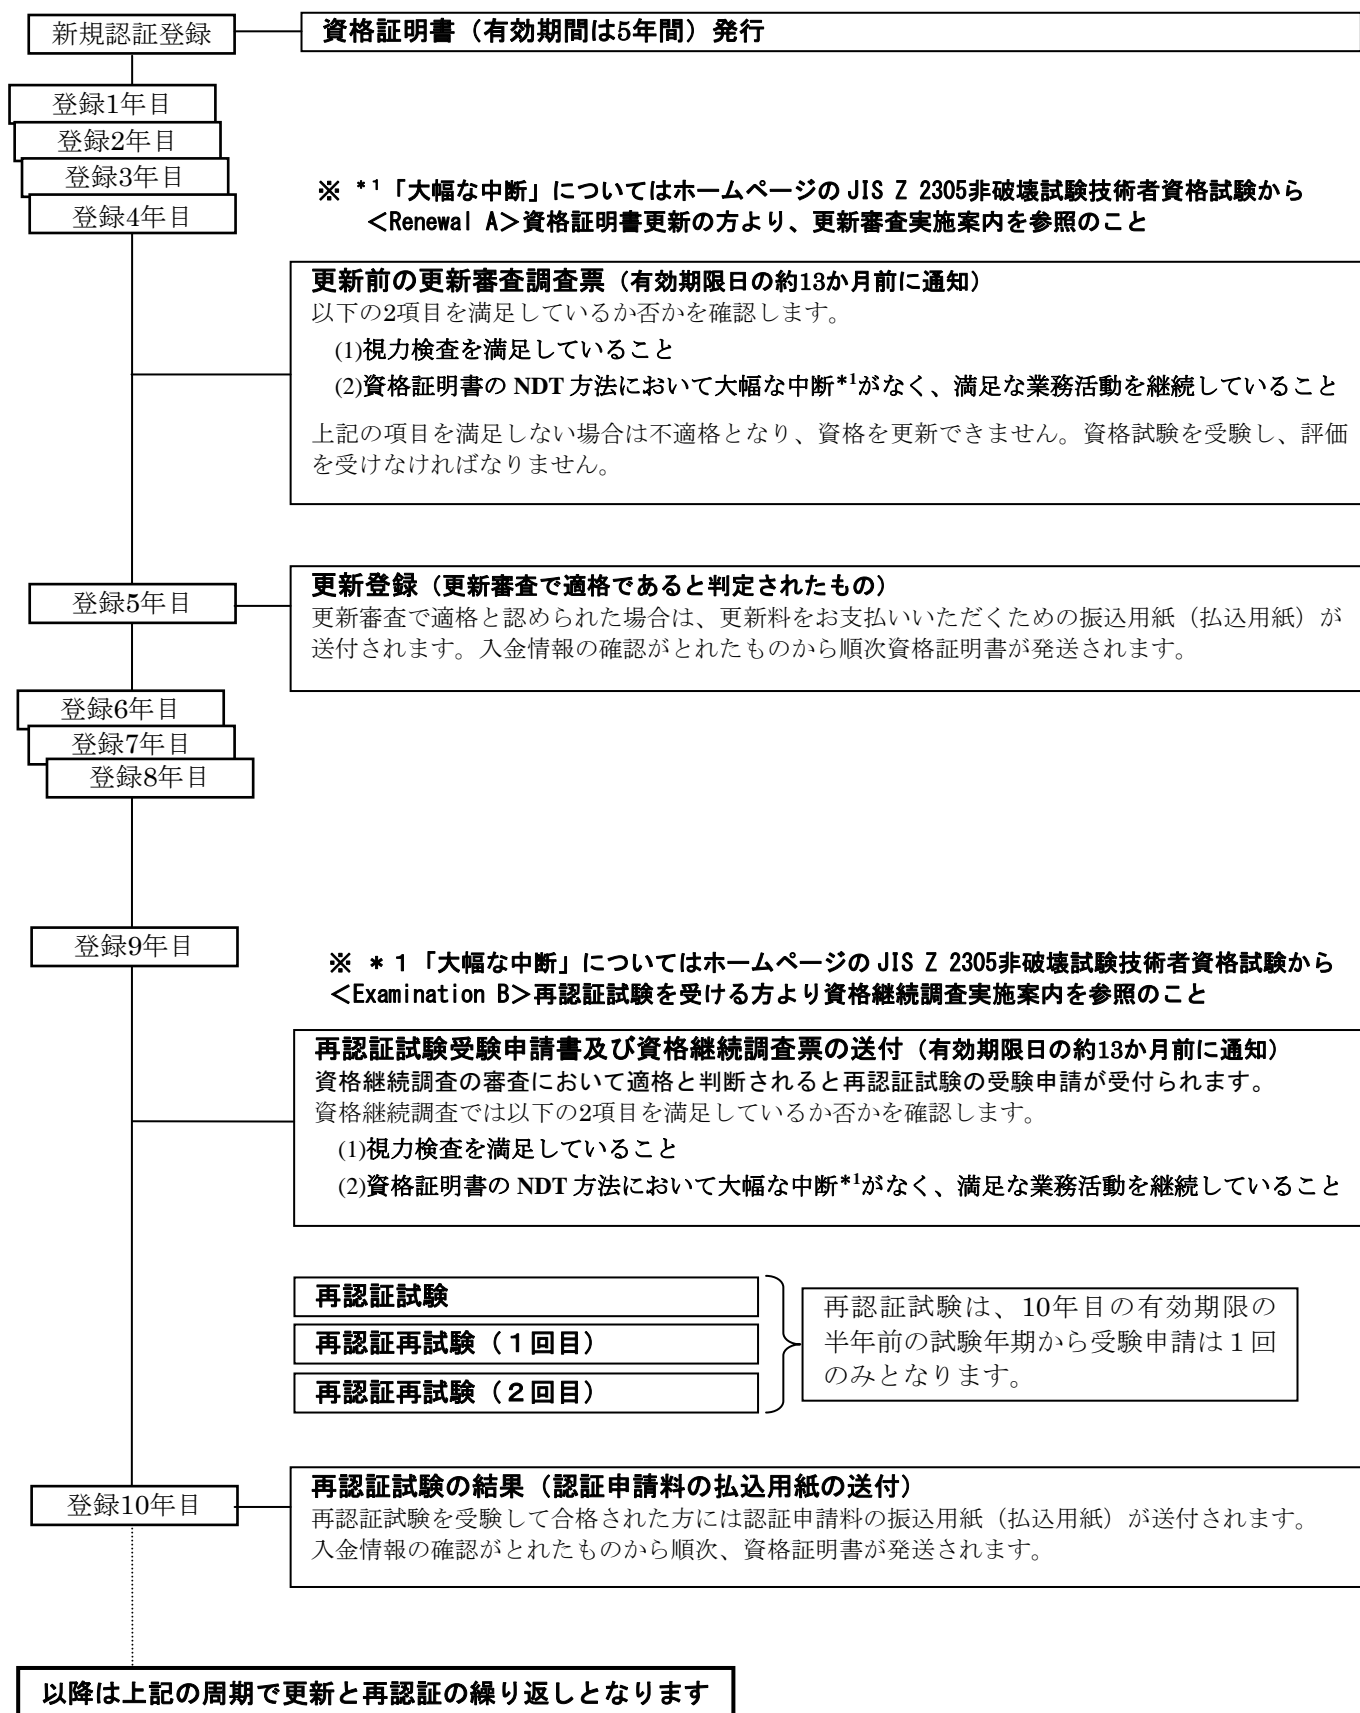 新規認証登録
資格証明書（有効期間は5年間）発行
登録1年目
登録2年目
登録3年目
登録4年目
※ *1「大幅な中断」についてはホームページの JIS Z 2305非破壊試験技術者資格試験から
＜Renewal A＞資格証明書更新の方より、更新審査実施案内を参照のこと
更新前の更新審査調査票（有効期限日の約13か月前に通知）
以下の2項目を満足しているか否かを確認します。
(1)視力検査を満足していること
(2)資格証明書の NDT 方法において大幅な中断*1がなく、満足な業務活動を継続していること
上記の項目を満足しない場合は不適格となり、資格を更新できません。資格試験を受験し、評価
を受けなければなりません。
登録5年目
更新登録（更新審査で適格であると判定されたもの）
更新審査で適格と認められた場合は、更新料をお支払いいただくための振込用紙（払込用紙）が
送付されます。入金情報の確認がとれたものから順次資格証明書が発送されます。
登録6年目
登録7年目
登録8年目
登録9年目
※ ＊１「大幅な中断」についてはホームページの JIS Z 2305非破壊試験技術者資格試験から
＜Examination B＞再認証試験を受ける方より資格継続調査実施案内を参照のこと
再認証試験受験申請書及び資格継続調査票の送付（有効期限日の約13か月前に通知）
資格継続調査の審査において適格と判断されると再認証試験の受験申請が受付られます。
資格継続調査では以下の2項目を満足しているか否かを確認します。
(1)視力検査を満足していること
(2)資格証明書の NDT 方法において大幅な中断*1がなく、満足な業務活動を継続していること
再認証試験
再認証再試験（１回目）
再認証再試験（２回目）
再認証試験は、10年目の有効期限の
半年前の試験年期から受験申請は１回
のみとなります。
登録10年目
再認証試験の結果（認証申請料の払込用紙の送付）
再認証試験を受験して合格された方には認証申請料の振込用紙（払込用紙）が送付されます。
入金情報の確認がとれたものから順次、資格証明書が発送されます。
以降は上記の周期で更新と再認証の繰り返しとなります